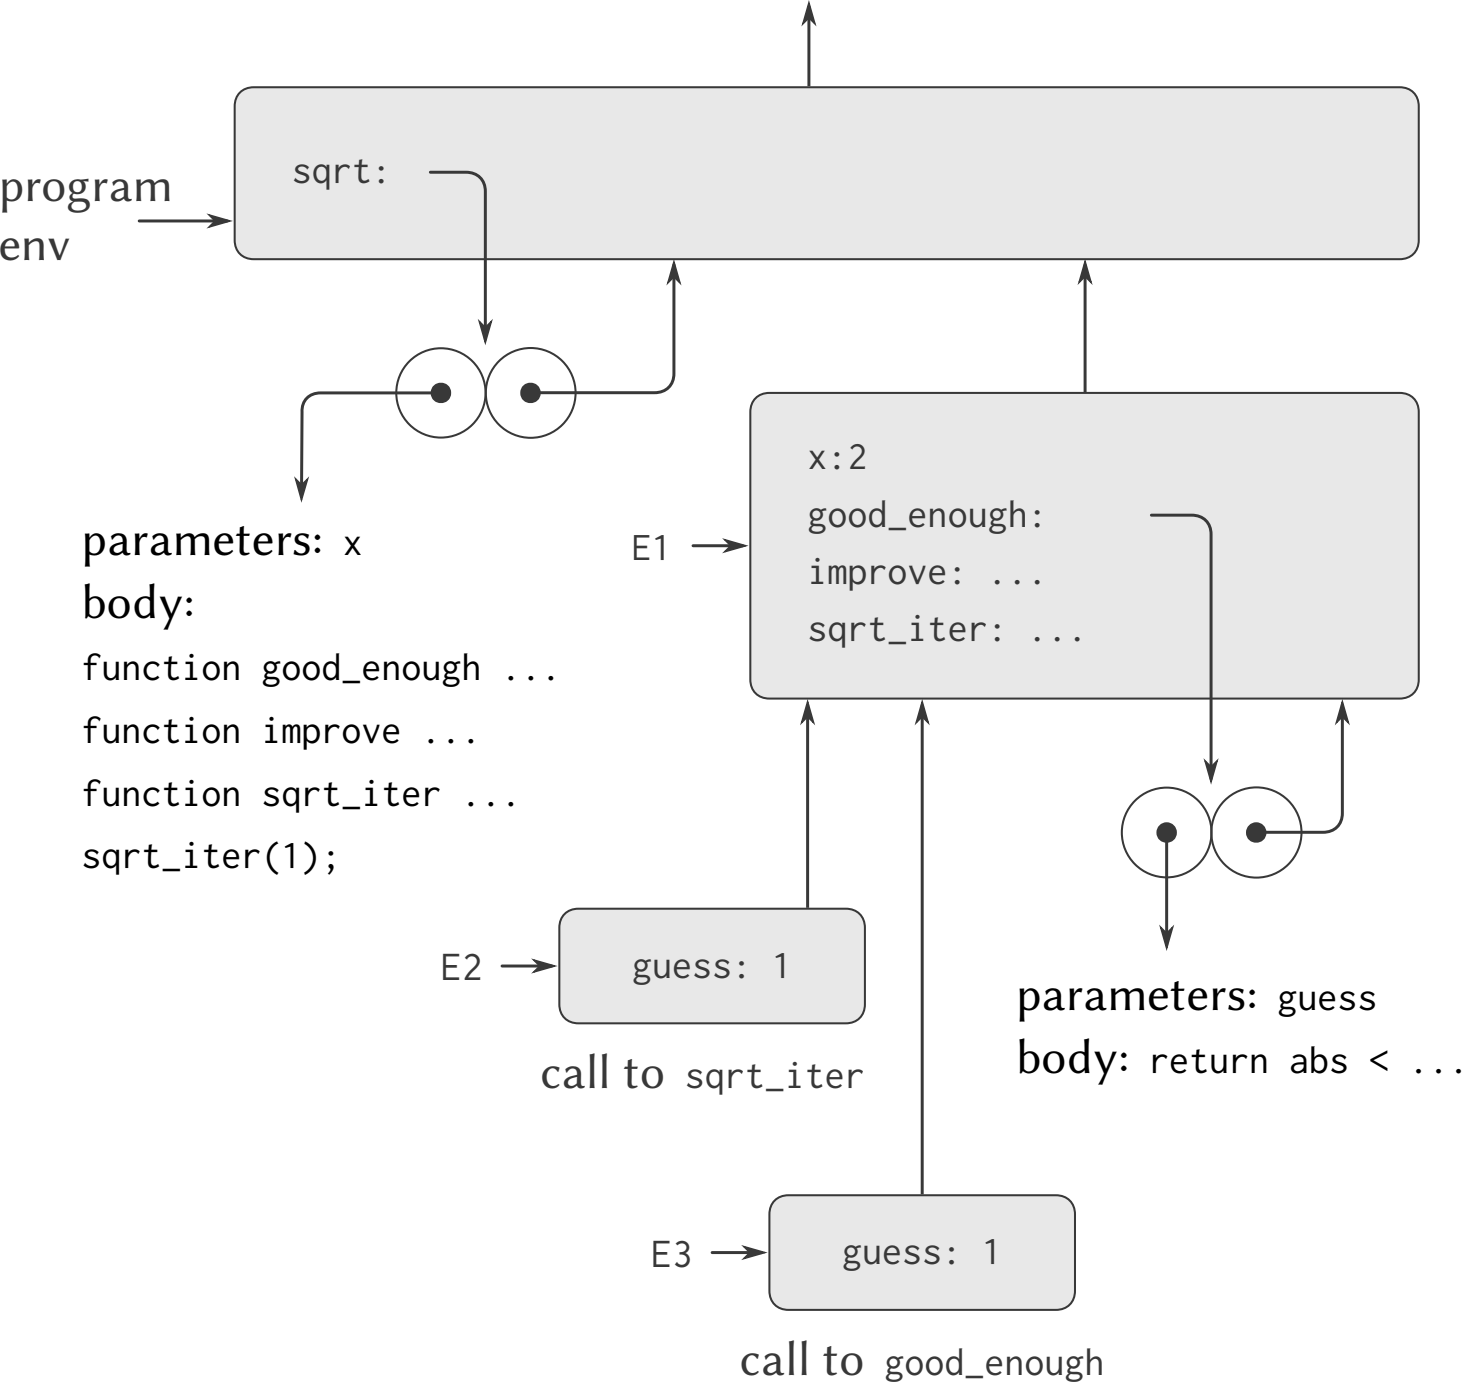 sqrt:
program
env
x:2
good_enough:
E1
improve: ...
sqrt_iter: ...
parameters: x
body:
function good_enough ...
function improve ...
function sqrt_iter ...
sqrt_iter(1);
E2
guess: 1
call to sqrt_iter
parameters: guess
body: return abs < ...
E3
guess: 1
call to good_enough